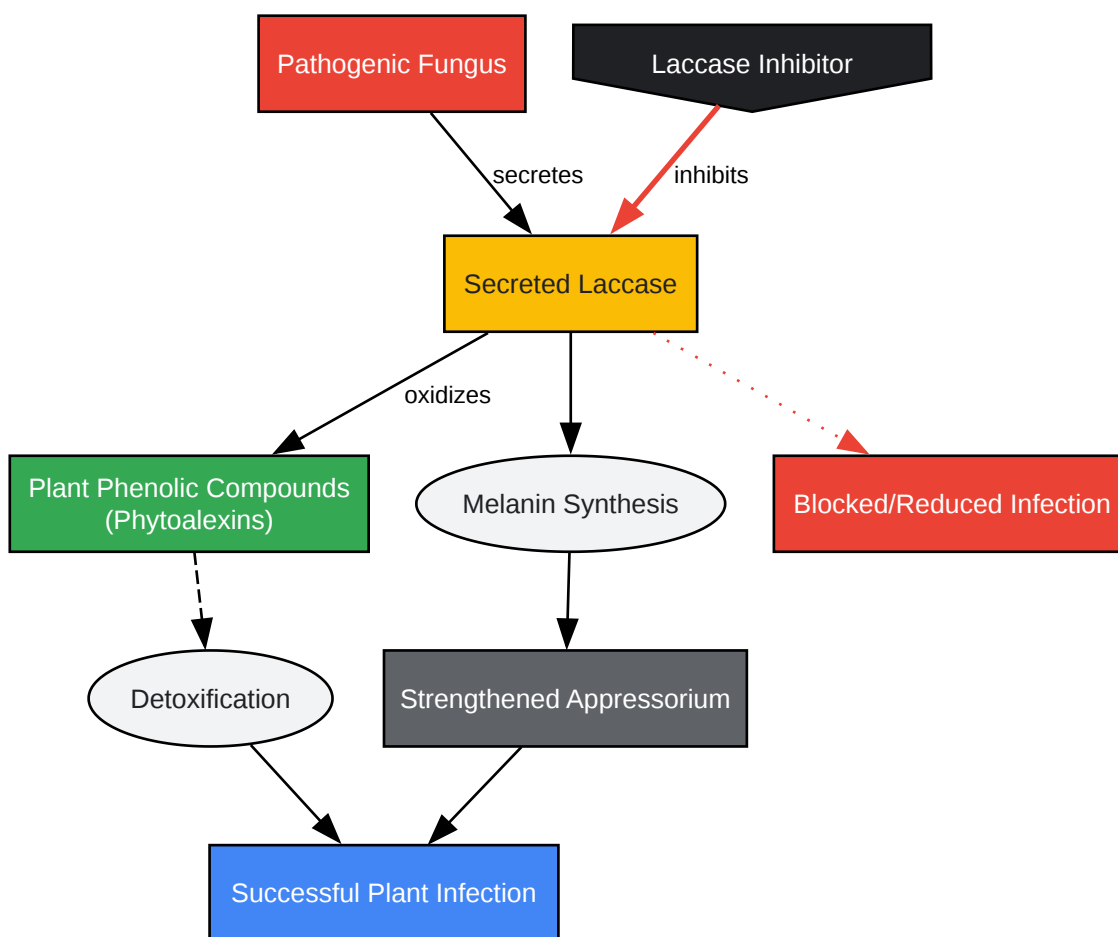 Pathogenic Fungus
Laccase Inhibitor
secretes
inhibits
Secreted Laccase
oxidizes
Plant Phenolic Compounds
(Phytoalexins)
Melanin Synthesis
Blocked/Reduced Infection
Detoxification
Strengthened Appressorium
Successful Plant Infection